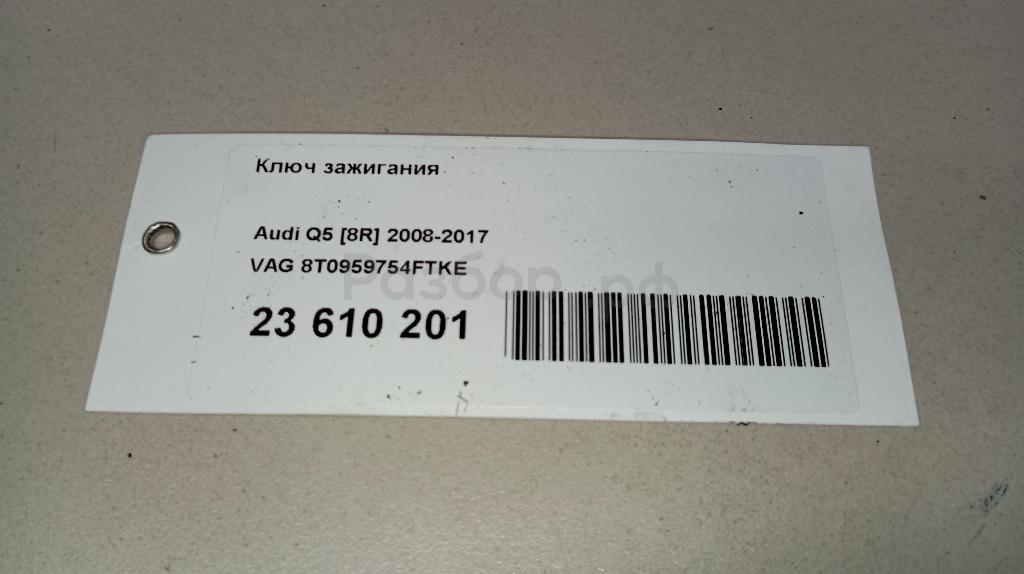 Ключ зажигания
Audi Q5 [8R] 2008-2017
VAG 8T0959754FTKE
Разбор.рф
23 610 201